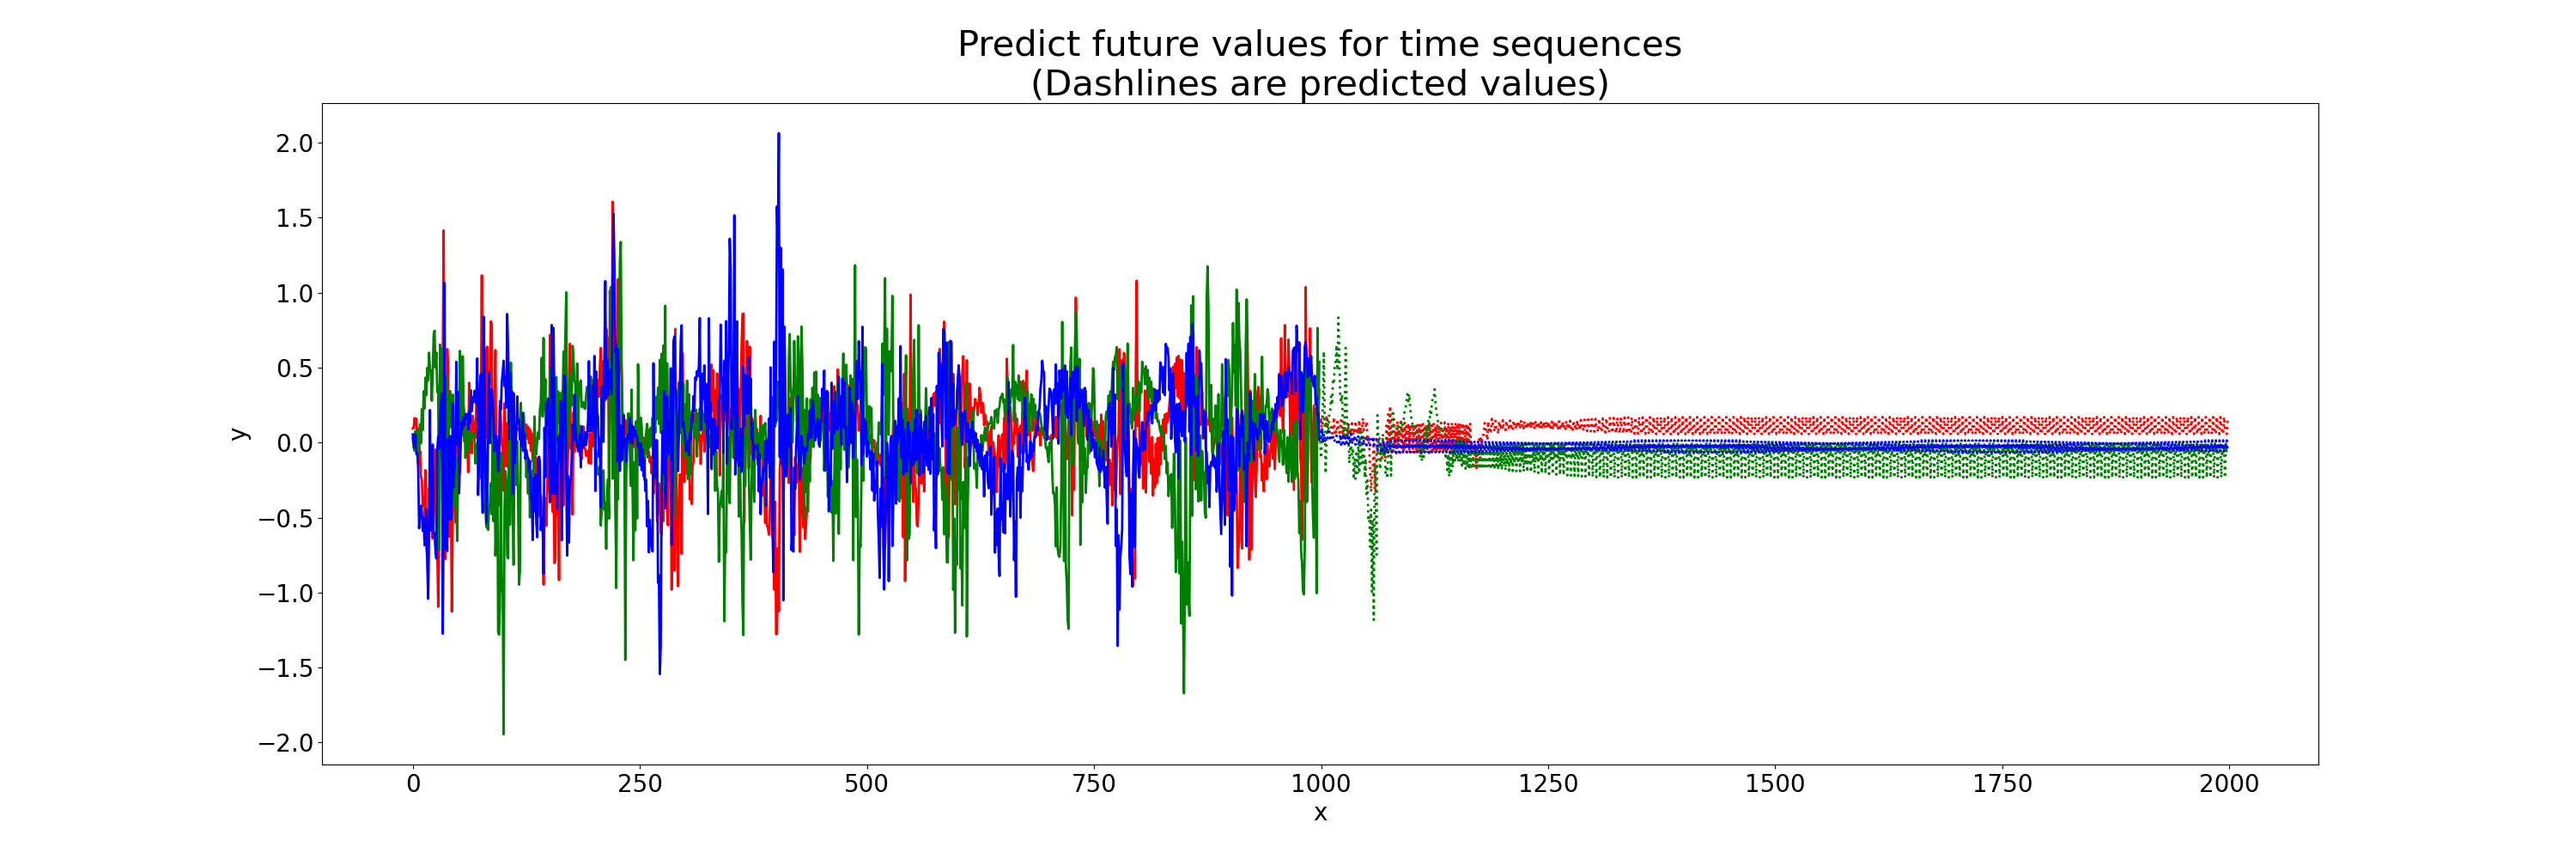 Predict future values for time sequences
(Dashlines are predicted values)
2.0
1.5
1.0
0.5
0.0
−0.5
−1.0
−1.5
−2.0
y
0 250 500 750 1000 1250 1500 1750 2000
x